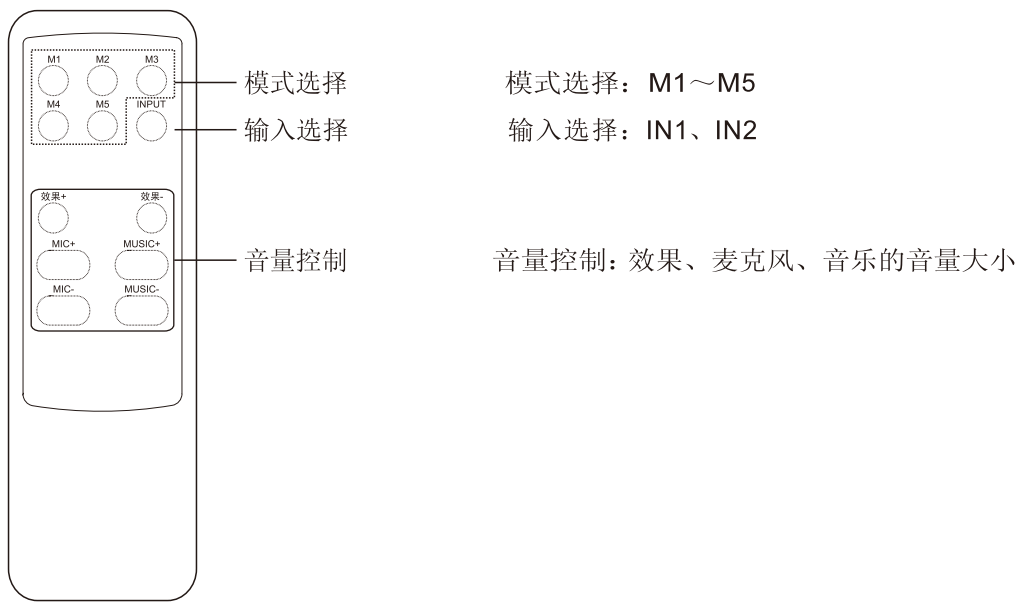 M1 M2 M3
模式选择 模式选择：M1～M5
M4 M5 INPUT
输入选择 输入选择：IN1、IN2
效果+ 效果-
MIC+ MUSIC+
音量控制 音量控制：效果、麦克风、音乐的音量大小
MIC- MUSIC-